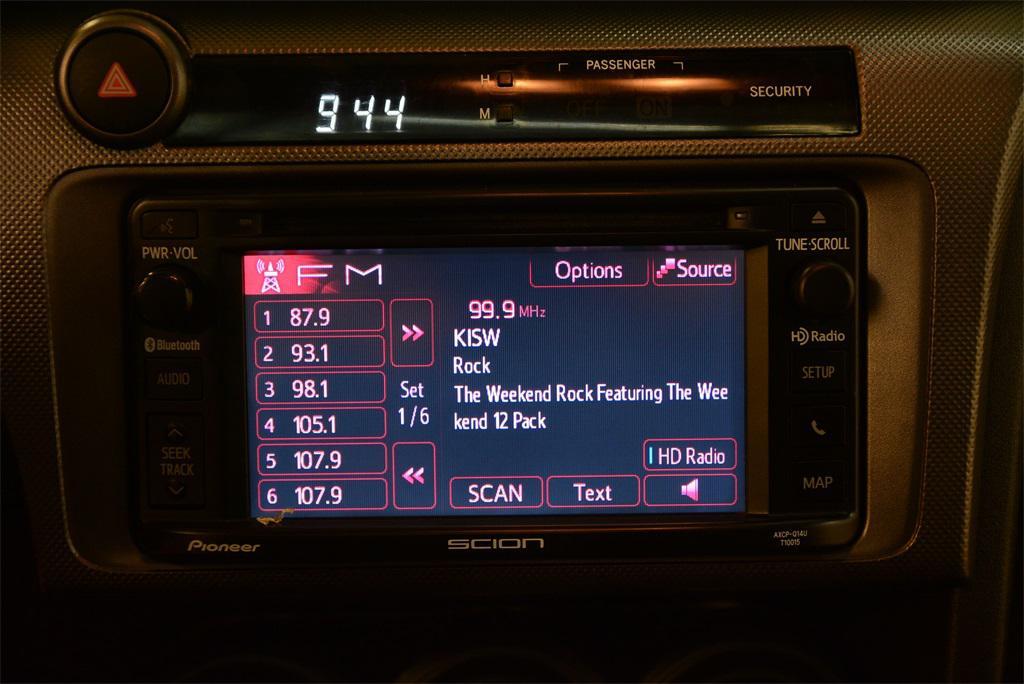 PASSENGER
H
944
SECURITY
M
OFF ON
PWR·VOL
TUNE·SCROLL
FM
Options
Source
1 87.9
99.9 MHz
2 93.1
KISW
Bluetooth
HD Radio
3 98.1
Set
Rock
AUDIO
SETUP
4 105.1
1/6
The Weekend Rock Featuring The Wee
kend 12 Pack
5 107.9
HD Radio
SEEK
TRACK
6 107.9
SCAN
Text
MAP
Pioneer
SCION
AXCP-Q14U
T10015